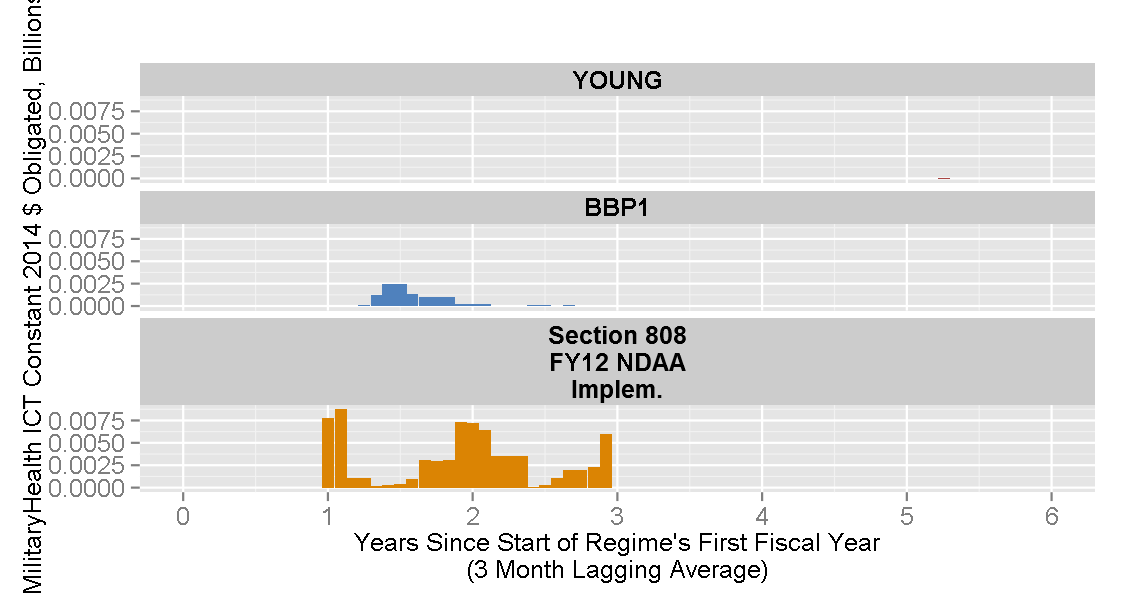 MilitaryHealth ICT Constant 2014 $ Obligated, Billions
YOUNG
0.0075
0.0050
0.0025
0.0000
BBP1
0.0075
0.0050
0.0025
0.0000
Section 808
FY12 NDAA
Implem.
0.0075
0.0050
0.0025
0.0000
0 1 2 3 4 5 6
Years Since Start of Regime's First Fiscal Year
(3 Month Lagging Average)